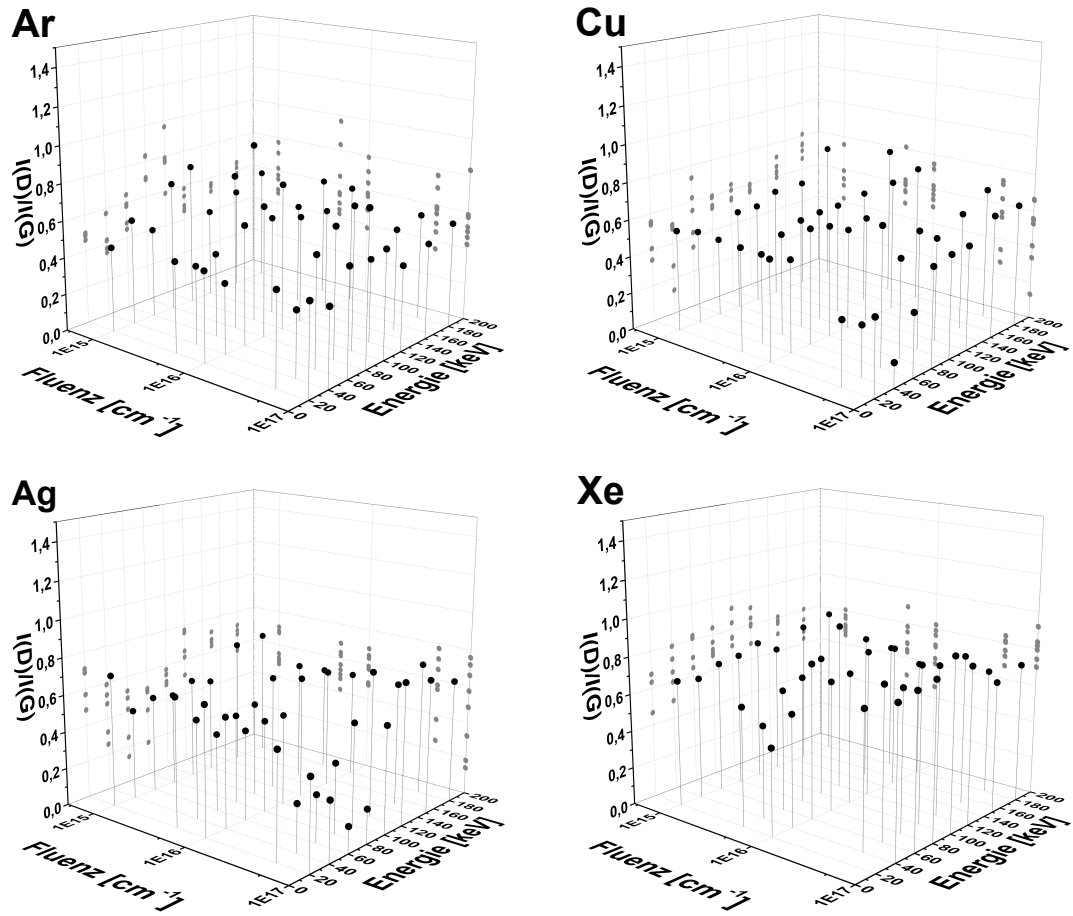 Ar
1,4
1,2
1,0
0,8
0,6
0,4
0,2
0,0
I(D)/I(G)
1E15
1E16
1E17
Fluenz [cm⁻¹]
0
20
40
60
80
100
120
140
160
180
200
Energie [keV]
Cu
1,4
1,2
1,0
0,8
0,6
0,4
0,2
0,0
I(D)/I(G)
1E15
1E16
1E17
Fluenz [cm⁻¹]
0
20
40
60
80
100
120
140
160
180
200
Energie [keV]
Ag
1,4
1,2
1,0
0,8
0,6
0,4
0,2
0,0
I(D)/I(G)
1E15
1E16
1E17
Fluenz [cm⁻¹]
0
20
40
60
80
100
120
140
160
180
200
Energie [keV]
Xe
1,4
1,2
1,0
0,8
0,6
0,4
0,2
0,0
I(D)/I(G)
1E15
1E16
1E17
Fluenz [cm⁻¹]
0
20
40
60
80
100
120
140
160
180
200
Energie [keV]